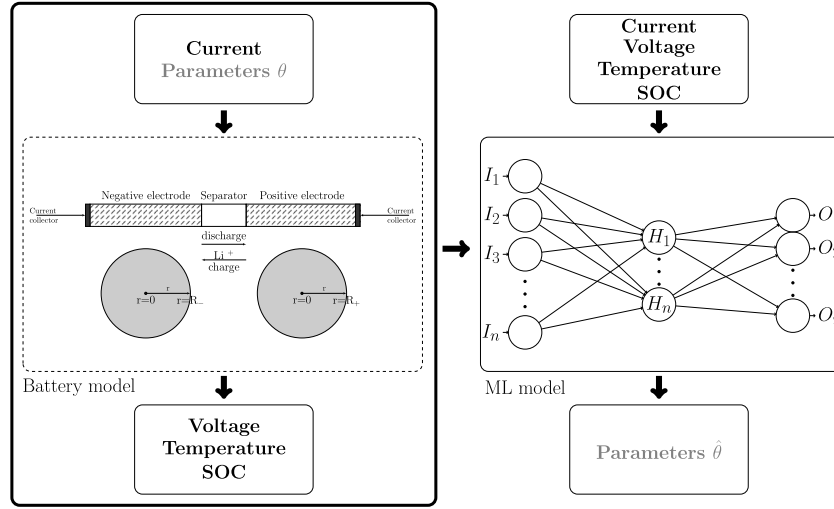 Current
Parameters θ
Negative electrode
Separator
Positive electrode
Current
collector
Current
collector
discharge
Li +
charge
r
r=0
r=R₋
r
r=0
r=R₊
Battery model
Voltage
Temperature
SOC
Current
Voltage
Temperature
SOC
I₁
I₂
I₃
Iₙ
H₁
Hₙ
O
O
O
ML model
Parameters θ̂